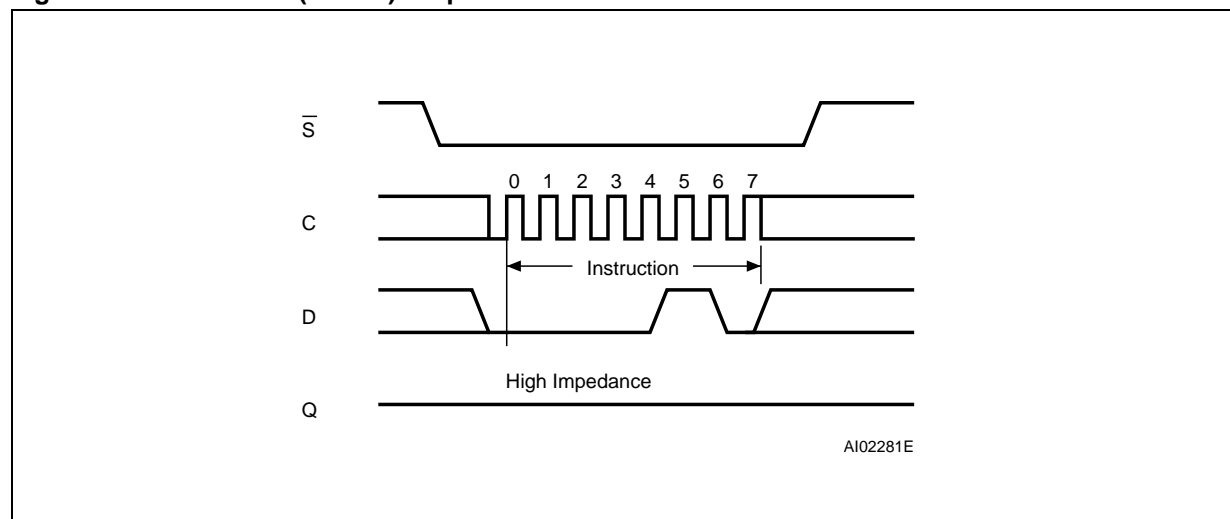 S̅
0 1 2 3 4 5 6 7
C
Instruction
D
High Impedance
Q
AI02281E